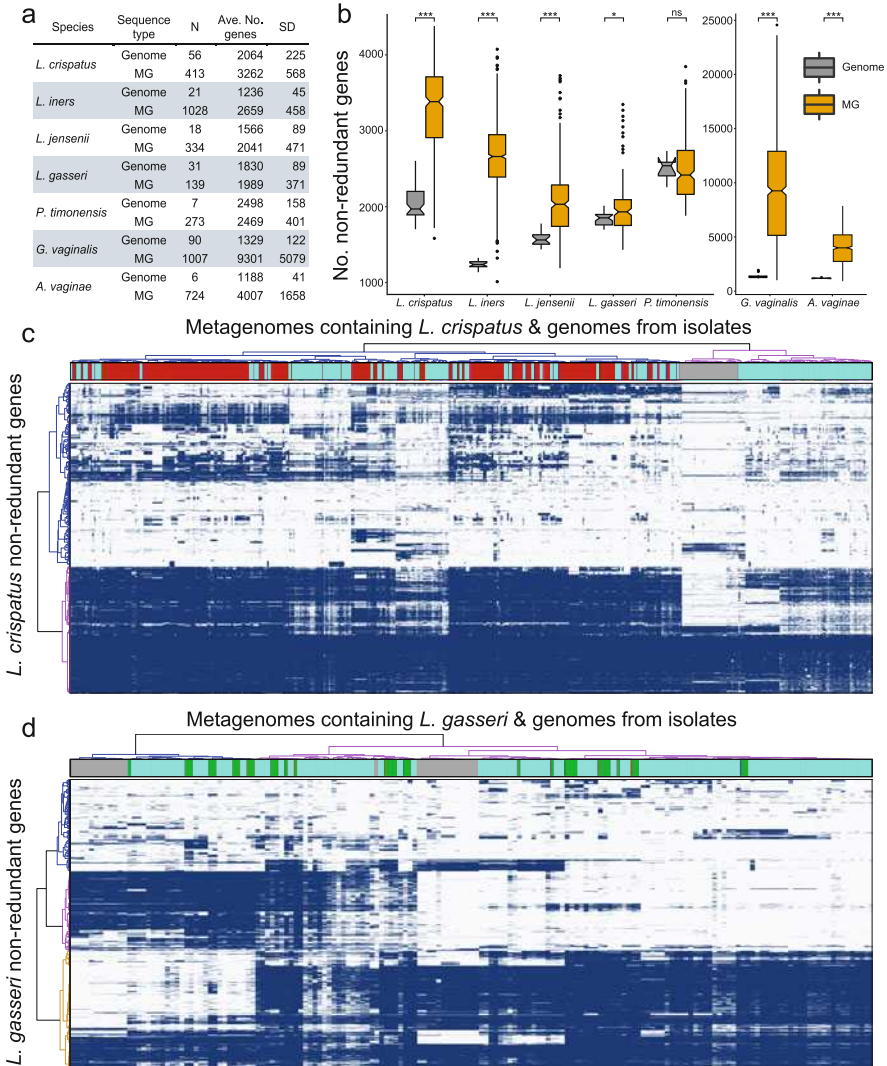 a
Species Sequence type N Ave. No. genes SD
L. crispatus Genome 56 2064 225
MG 413 3262 568
L. iners Genome 21 1236 45
MG 1028 2659 458
L. jensenii Genome 18 1566 89
MG 334 2041 471
L. gasseri Genome 31 1830 89
MG 139 1989 371
P. timonensis Genome 7 2498 158
MG 273 2469 401
G. vaginalis Genome 90 1329 122
MG 1007 9301 5079
A. vaginae Genome 6 1188 41
MG 724 4007 1658
b
No. non-redundant genes
4000
3000
2000
1000
*** *** *** * ns
L. crispatus L. iners L. jensenii L. gasseri P. timonensis
25000
20000
15000
10000
5000
0
*** ***
G. vaginalis A. vaginae
Genome
MG
c
Metagenomes containing L. crispatus & genomes from isolates
L. crispatus non-redundant genes
d
Metagenomes containing L. gasseri & genomes from isolates
L. gasseri non-redundant genes